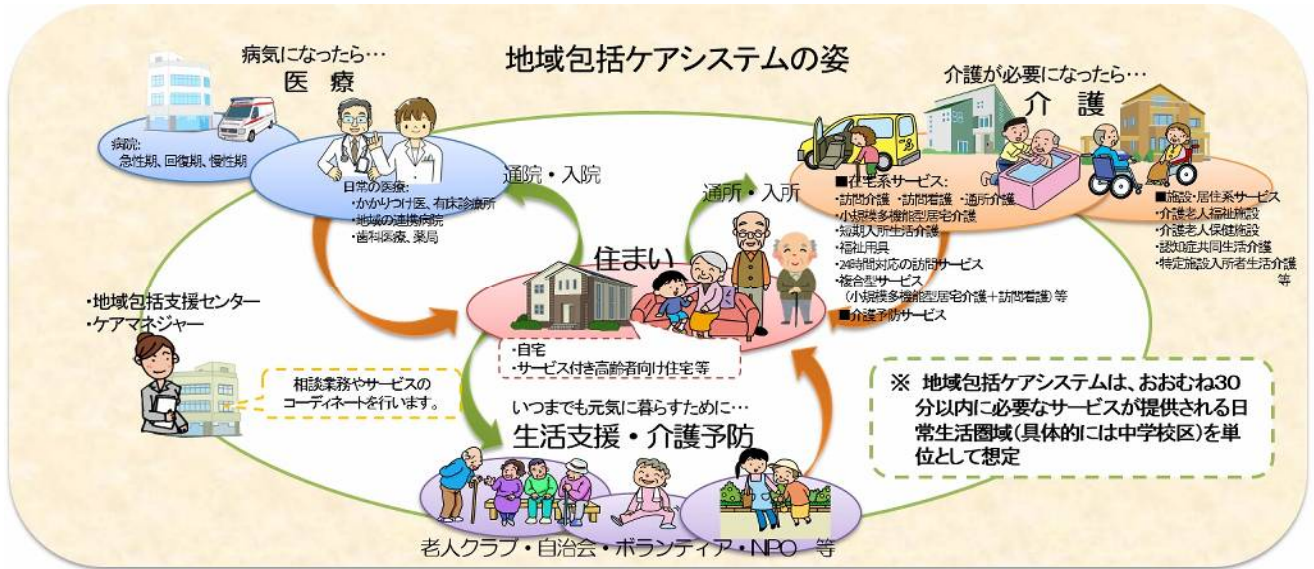 地域包括ケアシステムの姿
病気になったら…
医 療
病院:
急性期、回復期、慢性期
日常の医療:
・かかりつけ医、有床診療所
・地域の連携病院
・歯科医療、薬局
通院・入院
通所・入所
介護が必要になったら…
介 護
■在宅系サービス:
・訪問介護 ・訪問看護 ・通所介護
・小規模多機能型居宅介護
・短期入所生活介護
・福祉用具
・24時間対応の訪問サービス
・複合型サービス
(小規模多機能型居宅介護+訪問看護)等
■介護予防サービス
■施設・居住系サービス
・介護老人福祉施設
・介護老人保健施設
・認知症共同生活介護
・特定施設入所者生活介護
等
住まい
・自宅
・サービス付き高齢者向け住宅等
・地域包括支援センター
・ケアマネジャー
相談業務やサービスの
コーディネートを行います。
いつまでも元気に暮らすために…
生活支援・介護予防
老人クラブ・自治会・ボランティア・NPO 等
※ 地域包括ケアシステムは、おおむね30
分以内に必要なサービスが提供される日
常生活圏域(具体的には中学校区)を単
位として想定